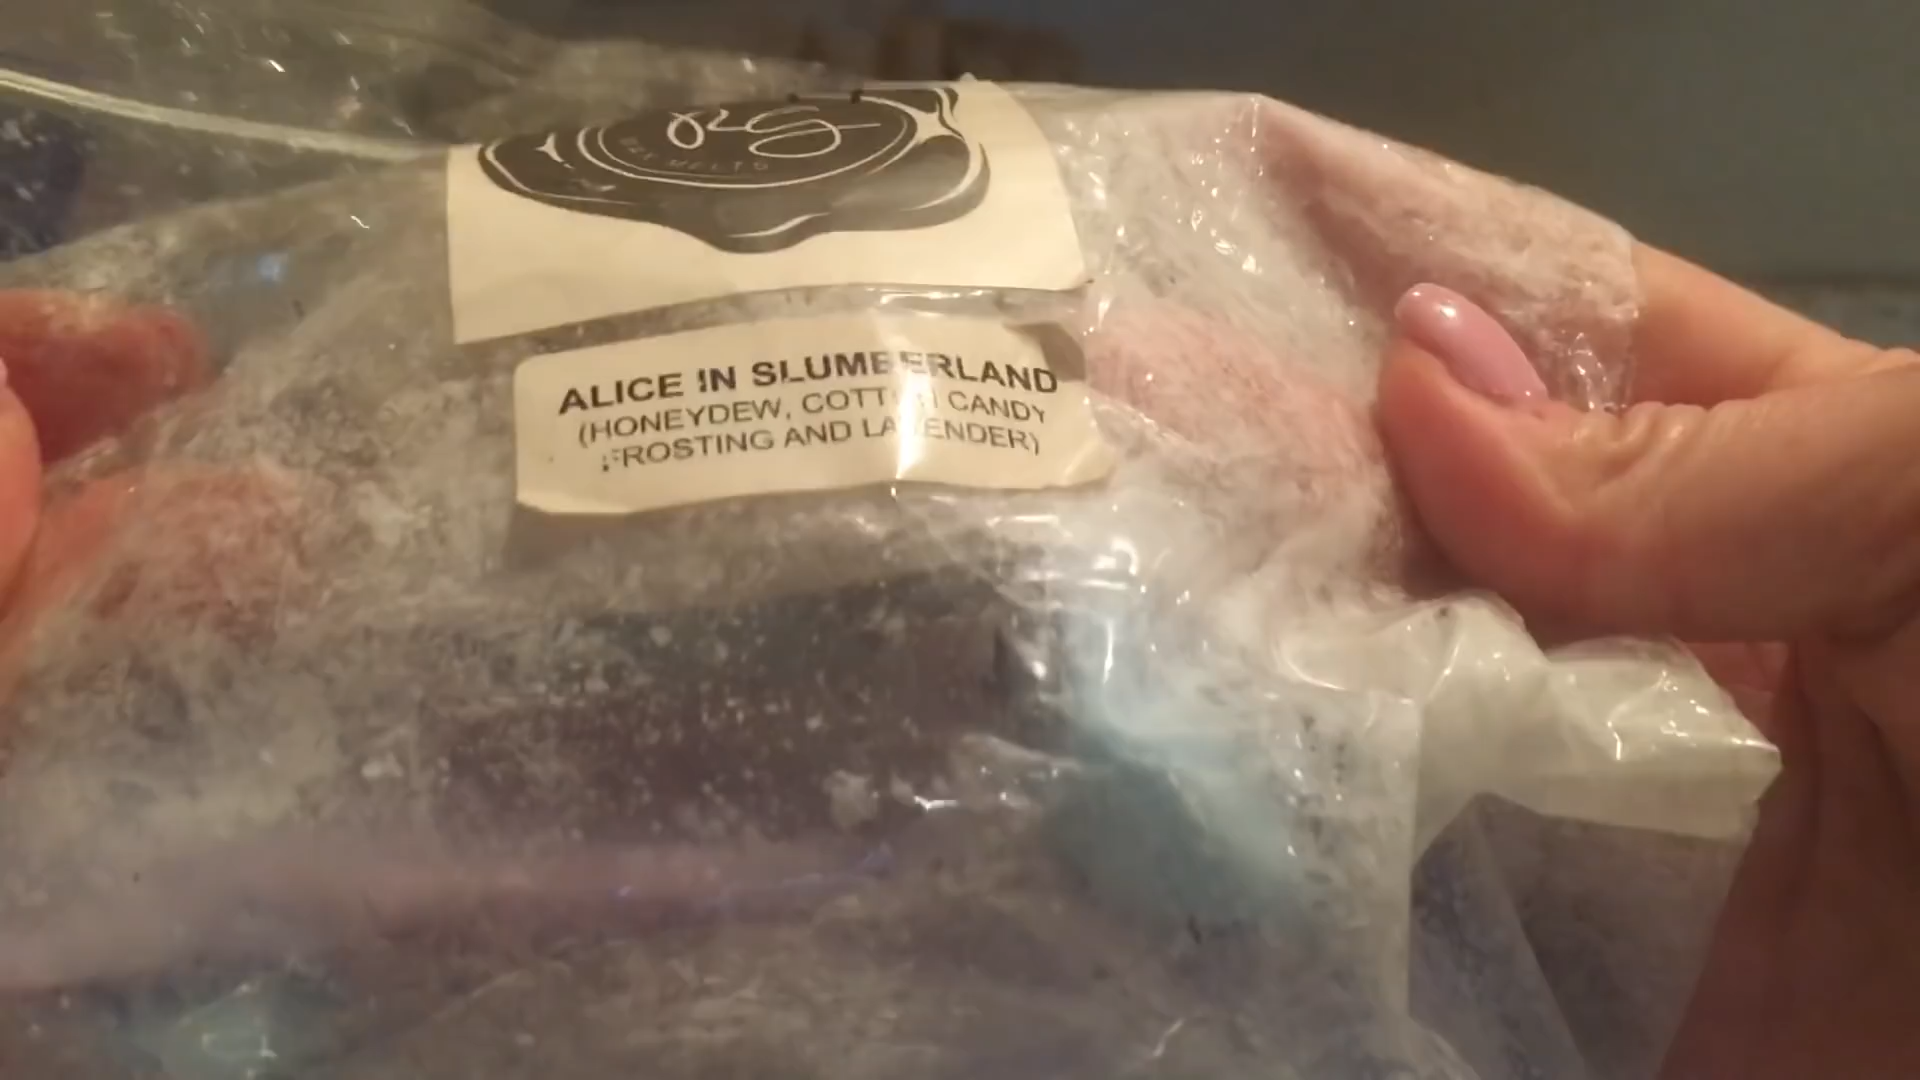 ALICE IN SLUMBERLAND
(HONEYDEW, COTTON CANDY
FROSTING AND LAVENDER)